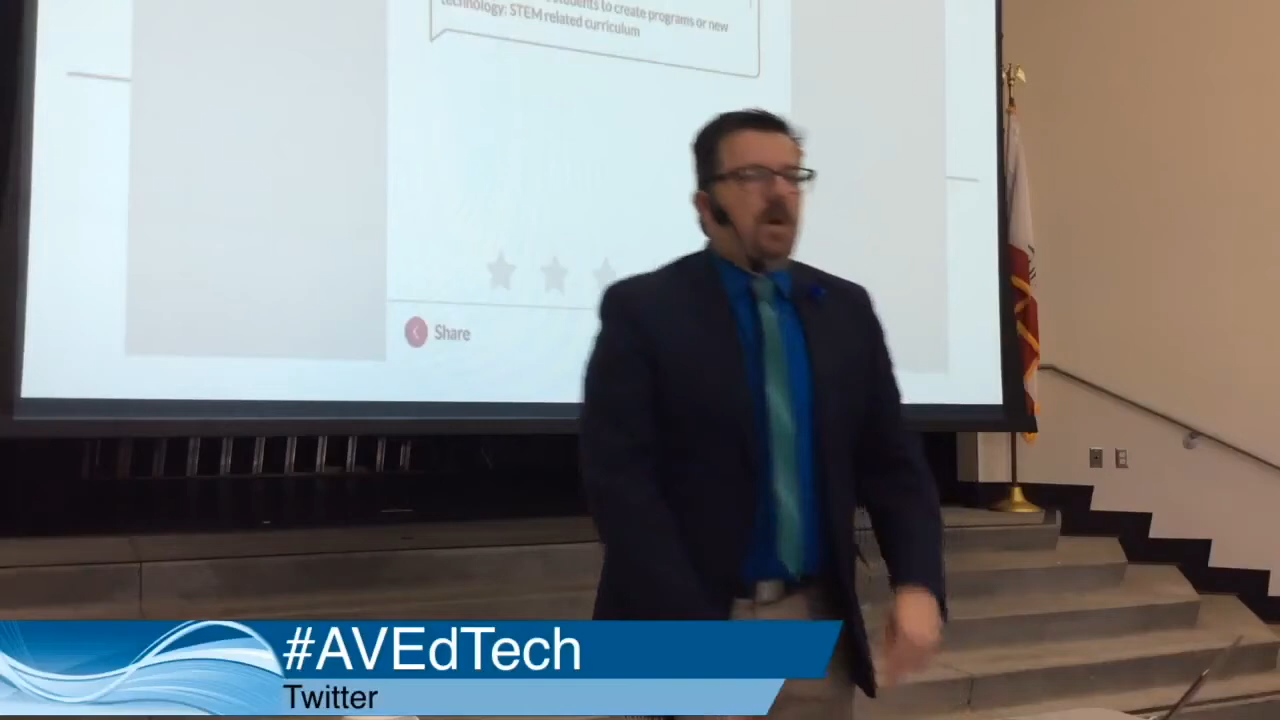 students to create programs or new
technology; STEM related curriculum
Share
#AVEdTech
Twitter